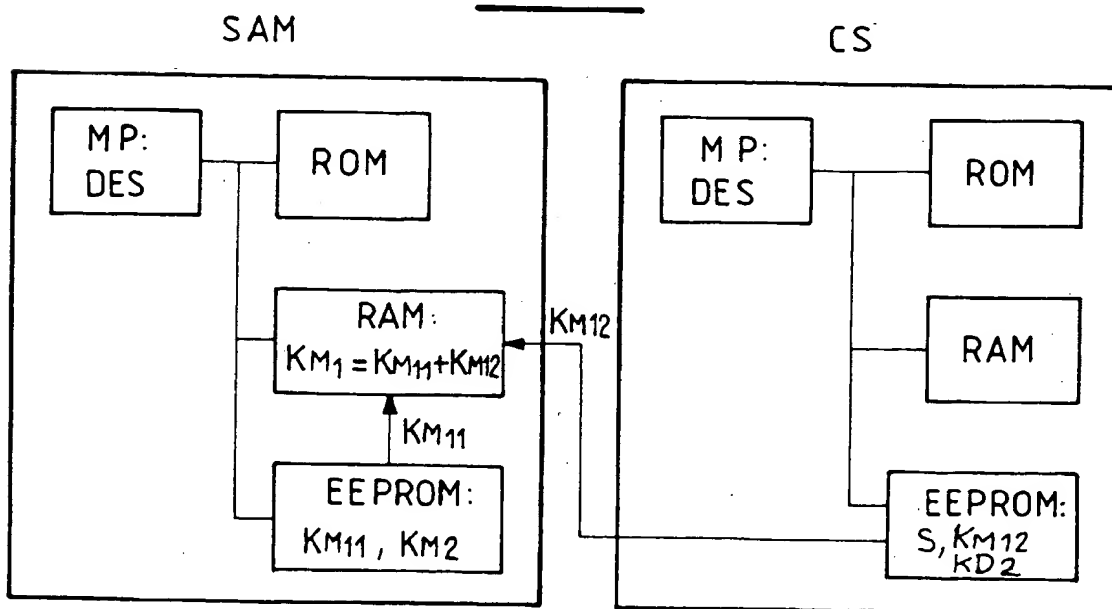 SAM
MP:
DES
ROM
RAM:
KM1 = KM11 + KM12
KM11
EEPROM:
KM11 , KM2
KM12
CS
MP:
DES
ROM
RAM
EEPROM:
S, KM12
KD2